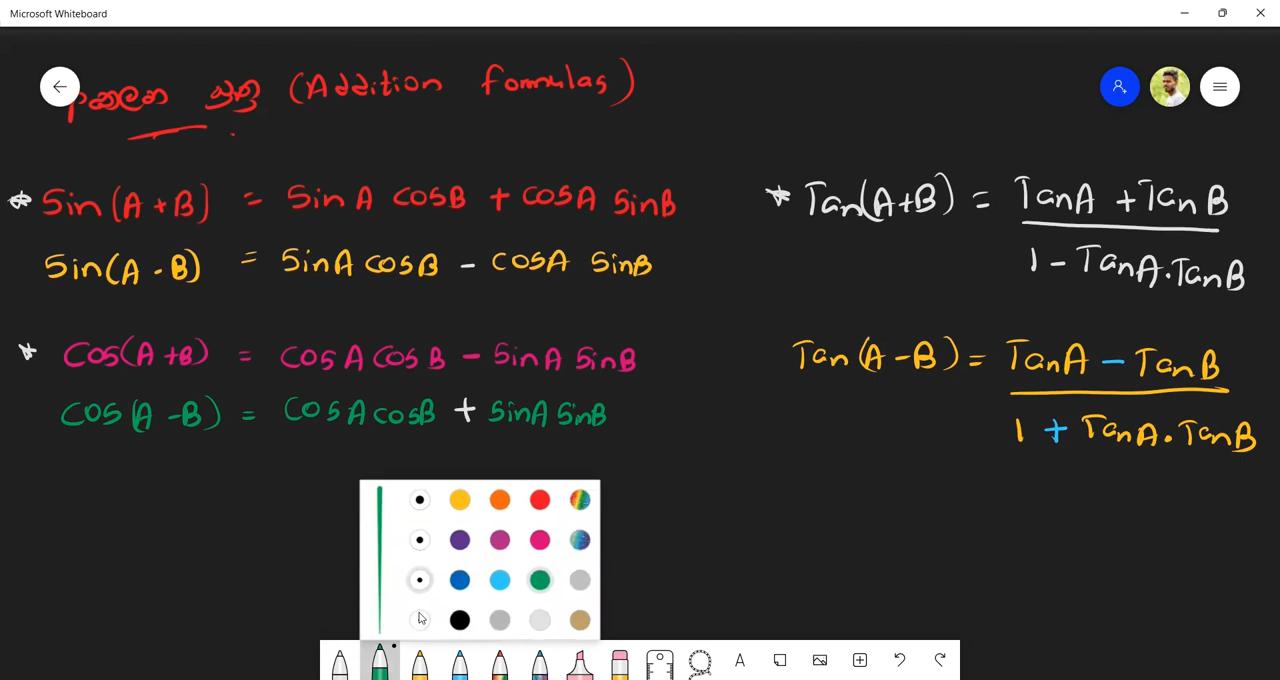 Microsoft Whiteboard
ආකලන සූත්‍ර (Addition formulas)
* Sin(A+B) = SinA cosB + cosA sinB
Sin(A - B) = SinA cosB - cosA sinB
* Cos(A+B) = cosA cosB - SinA SinB
cos(A - B) = cosA cosB + sinA sinB
* Tan(A+B) = TanA + TanB
1 - TanA.TanB
Tan(A - B) = TanA - TanB
1 + TanA.TanB
A